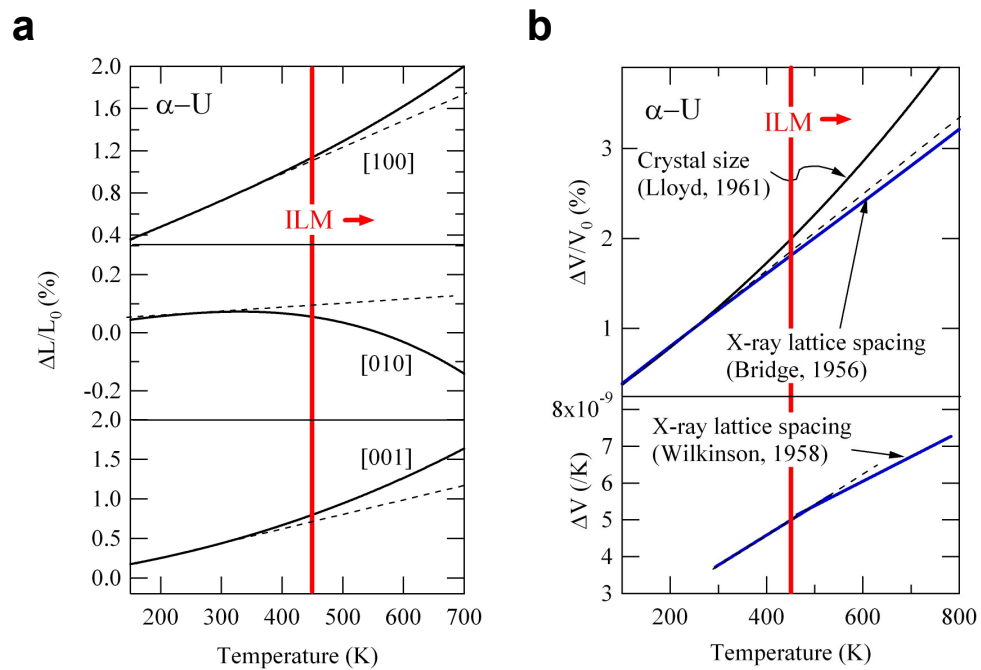 a
α–U
2.0
1.6
1.2
0.8
0.4
[100]
ILM
0.2
0.0
-0.2
[010]
2.0
1.5
1.0
0.5
0.0
[001]
ΔL/L0 (%)
200 300 400 500 600 700
Temperature (K)
b
α–U
ILM
Crystal size
(Lloyd, 1961)
3
2
1
ΔV/V0 (%)
X-ray lattice spacing
(Bridge, 1956)
8x10-9
7
6
5
4
3
ΔV (/K)
X-ray lattice spacing
(Wilkinson, 1958)
200 400 600 800
Temperature (K)